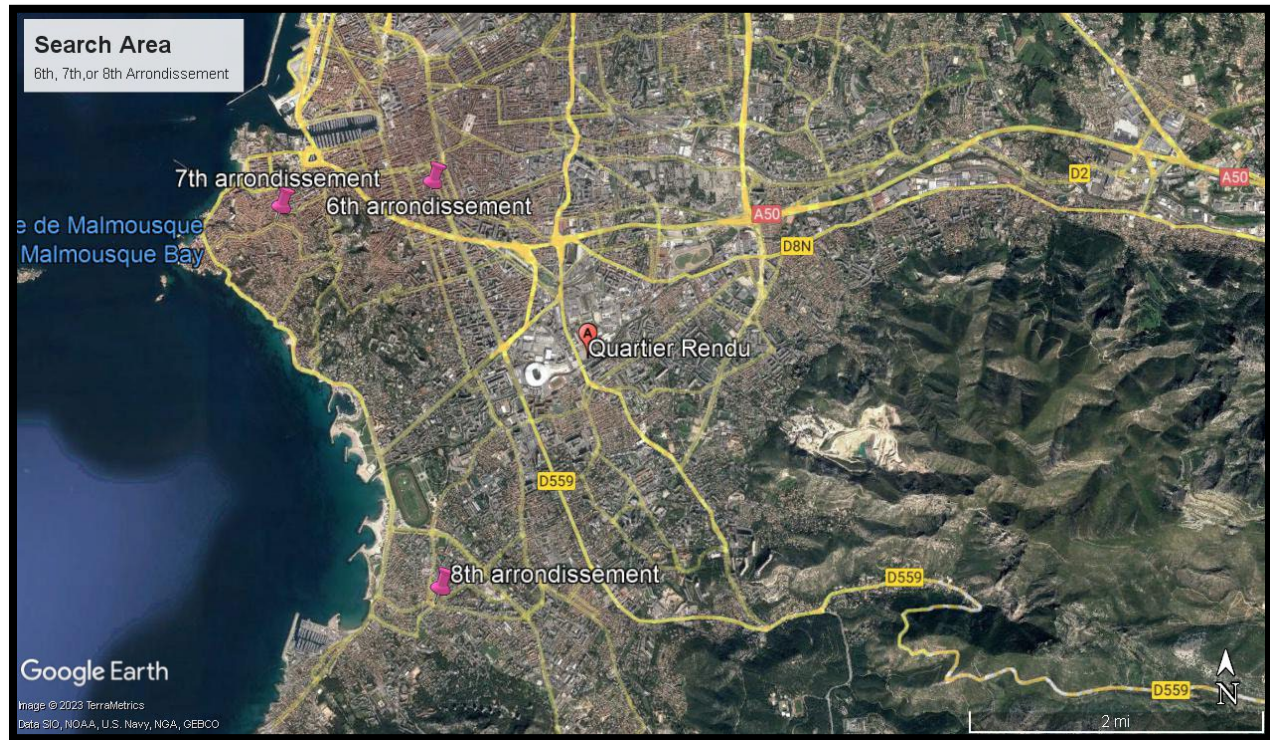 Search Area
6th, 7th,or 8th Arrondissement
7th arrondissement
6th arrondissement
e de Malmousque
Malmousque Bay
A50
D2
A50
D8N
A
Quartier Rendu
D559
8th arrondissement
D559
D559
Google Earth
Image © 2023 TerraMetrics
Data SIO, NOAA, U.S. Navy, NGA, GEBCO
N
2 mi